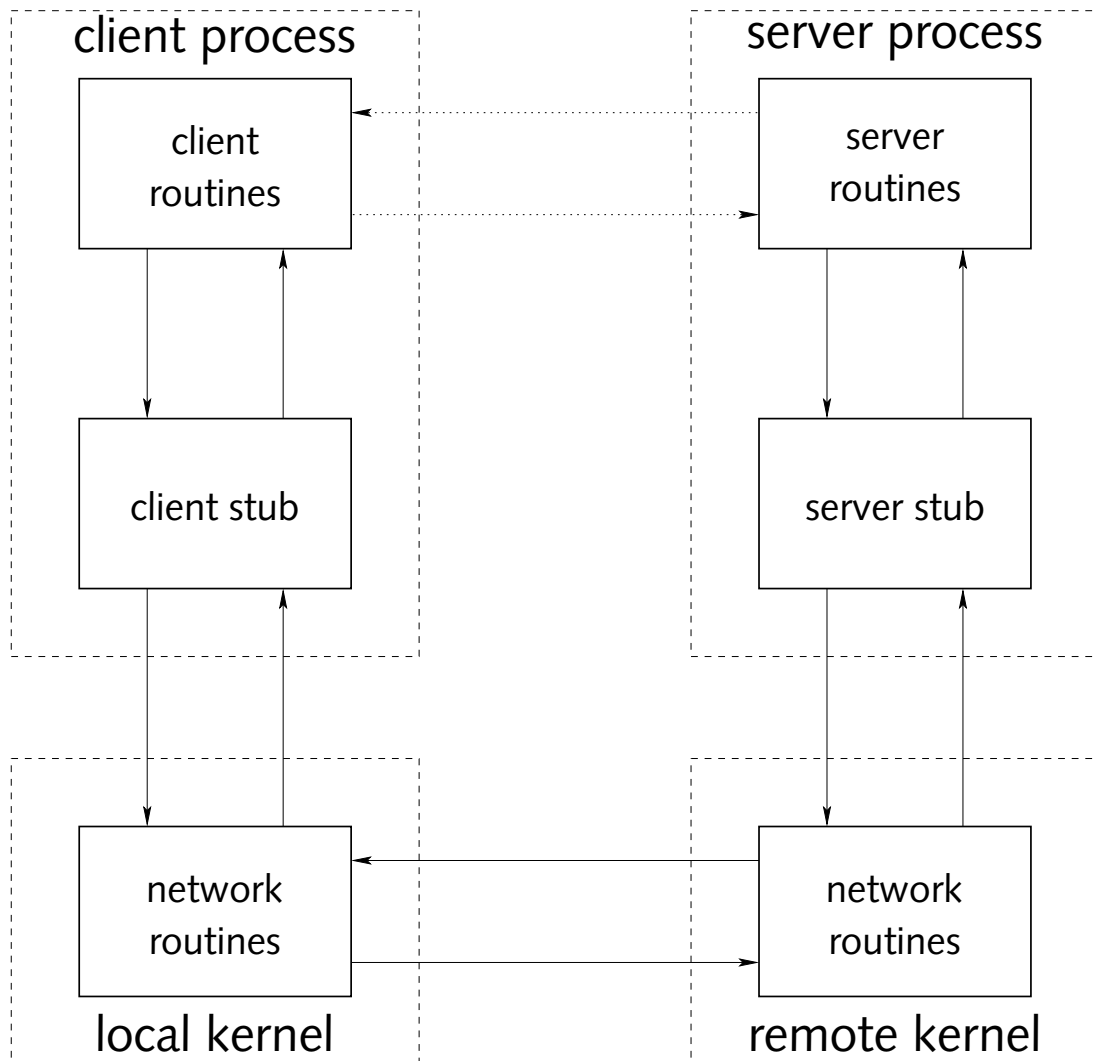 client process
server process
client
routines
server
routines
client stub
server stub
network
routines
network
routines
local kernel
remote kernel